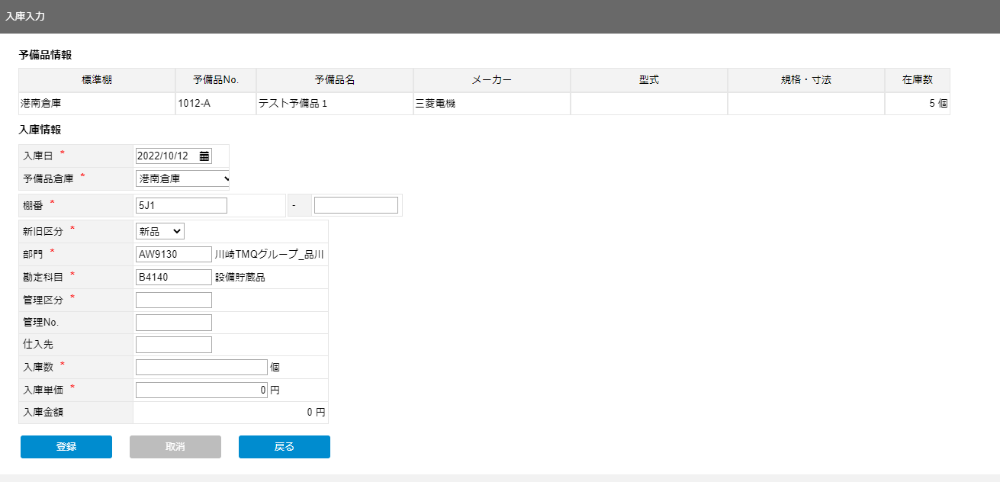 入庫入力
予備品情報
標準棚 予備品No. 予備品名 メーカー 型式 規格・寸法 在庫数
港南倉庫 1012-A テスト予備品１ 三菱電機 5 個
入庫情報
入庫日 * 2022/10/12
予備品倉庫 * 港南倉庫
棚番 * 5J1 -
新旧区分 * 新品
部門 * AW9130 川崎TMQグループ_品川
勘定科目 * B4140 設備貯蔵品
管理区分 *
管理No.
仕入先
入庫数 * 個
入庫単価 * 0 円
入庫金額 0 円
登録 取消 戻る